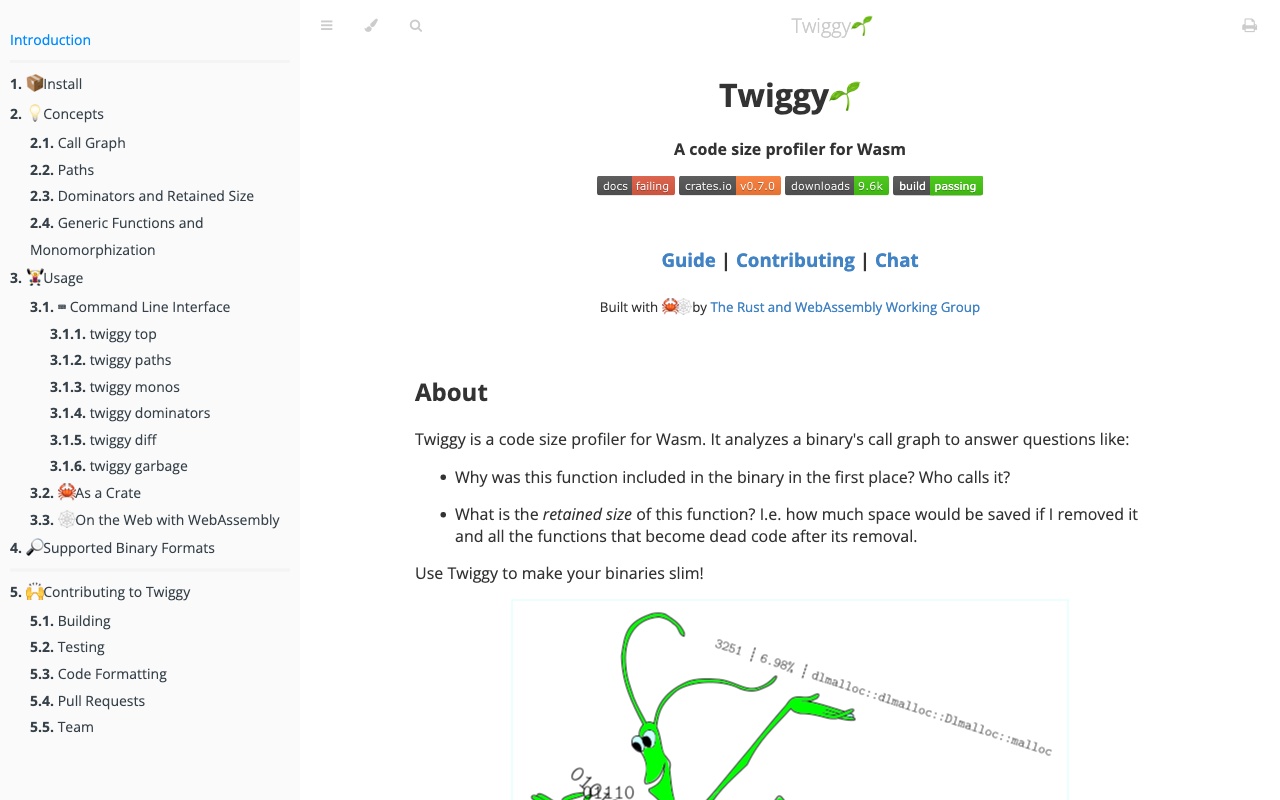 Introduction
1. Install
2. Concepts
2.1. Call Graph
2.2. Paths
2.3. Dominators and Retained Size
2.4. Generic Functions and
Monomorphization
3. Usage
3.1. Command Line Interface
3.1.1. twiggy top
3.1.2. twiggy paths
3.1.3. twiggy monos
3.1.4. twiggy dominators
3.1.5. twiggy diff
3.1.6. twiggy garbage
3.2. As a Crate
3.3. On the Web with WebAssembly
4. Supported Binary Formats
5. Contributing to Twiggy
5.1. Building
5.2. Testing
5.3. Code Formatting
5.4. Pull Requests
5.5. Team
Twiggy
Twiggy
A code size profiler for Wasm
docs failing crates.io v0.7.0 downloads 9.6k build passing
Guide | Contributing | Chat
Built with by The Rust and WebAssembly Working Group
About
Twiggy is a code size profiler for Wasm. It analyzes a binary's call graph to answer questions like:
• Why was this function included in the binary in the first place? Who calls it?
• What is the retained size of this function? I.e. how much space would be saved if I removed it
and all the functions that become dead code after its removal.
Use Twiggy to make your binaries slim!
3251 | 6.98% | dlmalloc::dlmalloc::Dlmalloc::malloc
01110